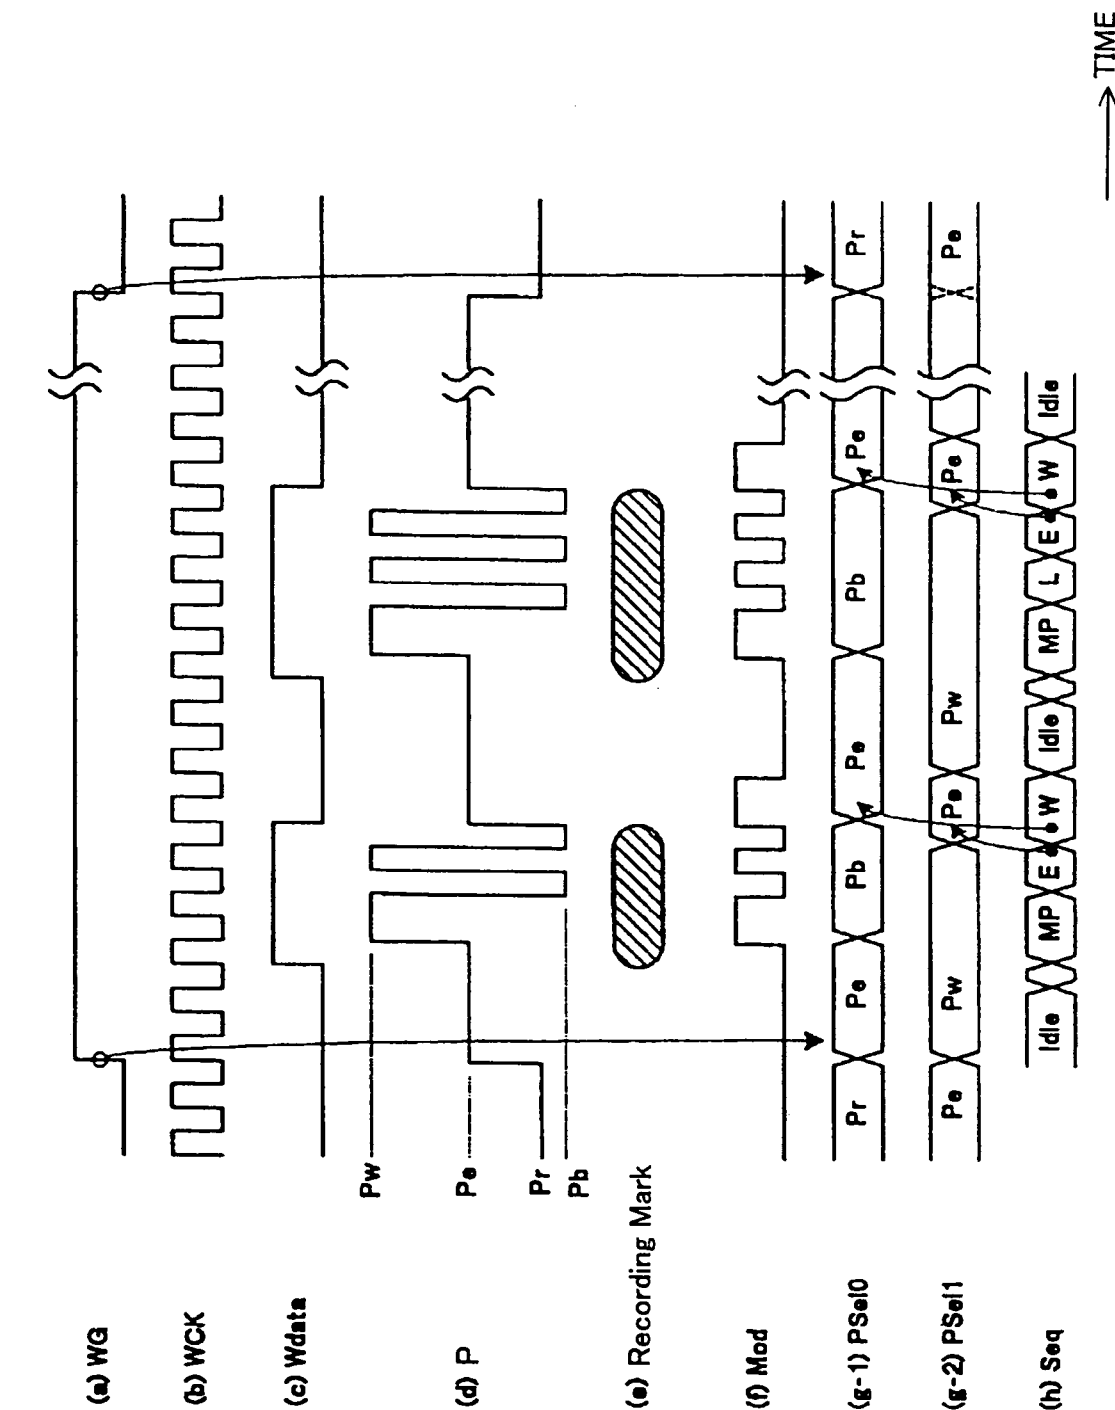 (a) WG
(b) WCK
(c) Wdata
(d) P
Pw
Pe
Pr
Pb
(e) Recording Mark
(f) Mod
(g-1) PSel0
Pr
Pe
Pb
Pe
Pb
Pe
Pr
(g-2) PSel1
Pe
Pw
Pe
Pw
Pe
Pe
(h) Seq
Idle
MP
E
W
Idle
MP
L
E
W
Idle
TIME